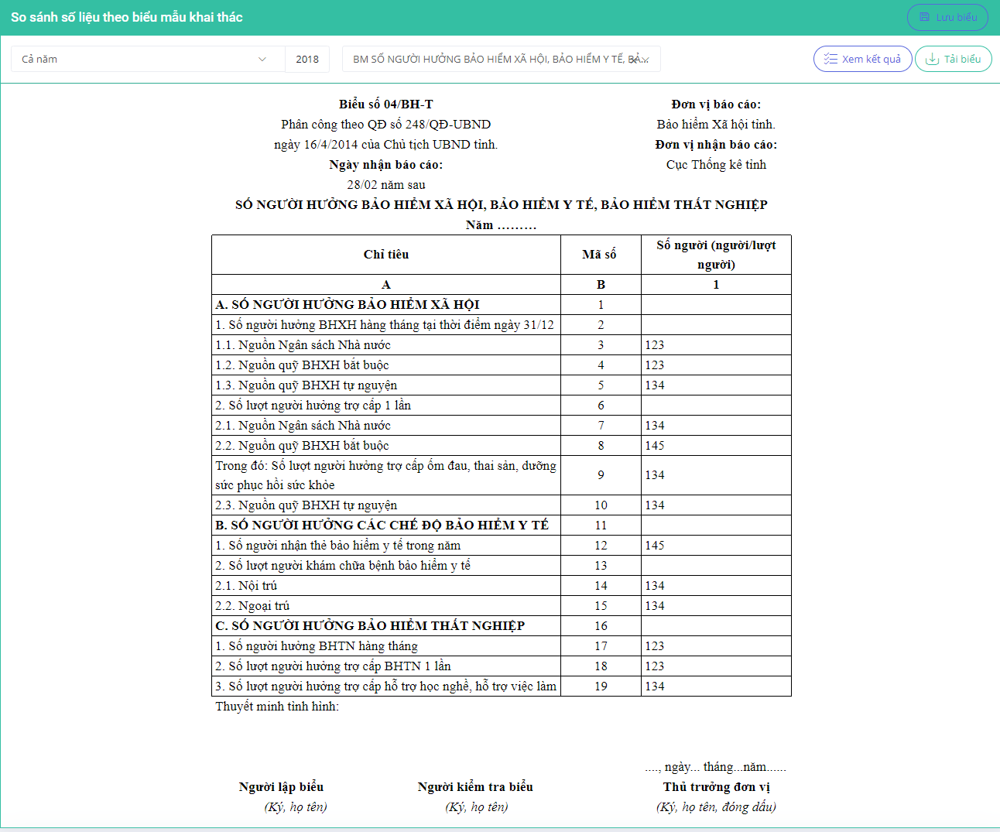 So sánh số liệu theo biểu mẫu khai thác
Lưu biểu
Cả năm
2018
BM SỐ NGƯỜI HƯỞNG BẢO HIỂM XÃ HỘI, BẢO HIỂM Y TẾ, BẢ...
Xem kết quả
Tải biểu
Biểu số 04/BH-T
Phân công theo QĐ số 248/QĐ-UBND
ngày 16/4/2014 của Chủ tịch UBND tỉnh.
Ngày nhận báo cáo:
28/02 năm sau
Đơn vị báo cáo:
Bảo hiểm Xã hội tỉnh.
Đơn vị nhận báo cáo:
Cục Thống kê tỉnh
SỐ NGƯỜI HƯỞNG BẢO HIỂM XÃ HỘI, BẢO HIỂM Y TẾ, BẢO HIỂM THẤT NGHIỆP
Năm .........
Chỉ tiêu
Mã số
Số người (người/lượt
người)
A B 1
A. SỐ NGƯỜI HƯỞNG BẢO HIỂM XÃ HỘI 1
1. Số người hưởng BHXH hàng tháng tại thời điểm ngày 31/12 2
1.1. Nguồn Ngân sách Nhà nước 3 123
1.2. Nguồn quỹ BHXH bắt buộc 4 123
1.3. Nguồn quỹ BHXH tự nguyện 5 134
2. Số lượt người hưởng trợ cấp 1 lần 6
2.1. Nguồn Ngân sách Nhà nước 7 134
2.2. Nguồn quỹ BHXH bắt buộc 8 145
Trong đó: Số lượt người hưởng trợ cấp ốm đau, thai sản, dưỡng
sức phục hồi sức khỏe 9 134
2.3. Nguồn quỹ BHXH tự nguyện 10 134
B. SỐ NGƯỜI HƯỞNG CÁC CHẾ ĐỘ BẢO HIỂM Y TẾ 11
1. Số người nhận thẻ bảo hiểm y tế trong năm 12 145
2. Số lượt người khám chữa bệnh bảo hiểm y tế 13
2.1. Nội trú 14 134
2.2. Ngoại trú 15 134
C. SỐ NGƯỜI HƯỞNG BẢO HIỂM THẤT NGHIỆP 16
1. Số người hưởng BHTN hàng tháng 17 123
2. Số lượt người hưởng trợ cấp BHTN 1 lần 18 123
3. Số lượt người hưởng trợ cấp hỗ trợ học nghề, hỗ trợ việc làm 19 134
Thuyết minh tình hình:
...., ngày... tháng...năm......
Người lập biểu
(Ký, họ tên)
Người kiểm tra biểu
(Ký, họ tên)
Thủ trưởng đơn vị
(Ký, họ tên, đóng dấu)